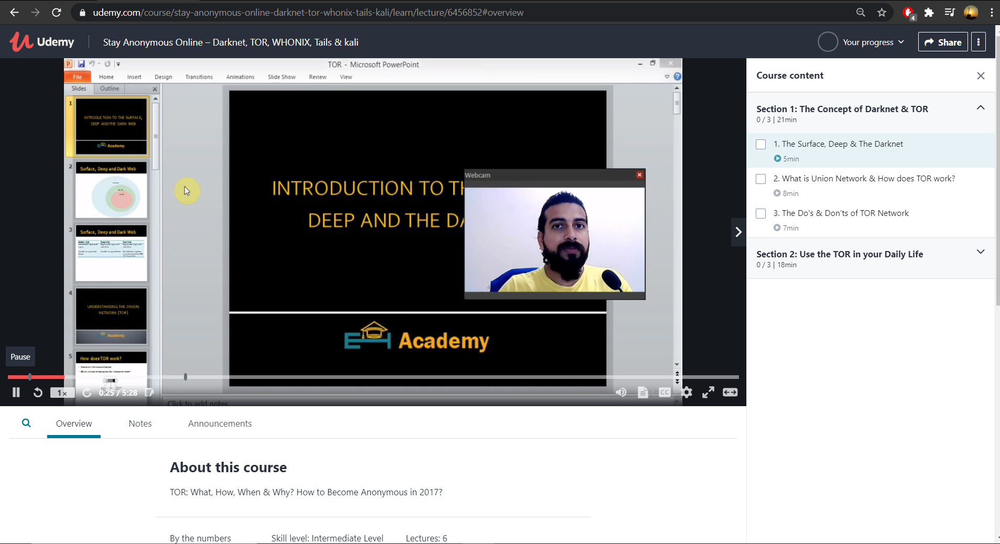 udemy.com/course/stay-anonymous-online-darknet-tor-whonix-tails-kali/learn/lecture/6456852#overview
4
Udemy
Stay Anonymous Online – Darknet, TOR, WHONIX, Tails & kali
Your progress
Share
TOR - Microsoft PowerPoint
File Home Insert Design Transitions Animations Slide Show Review View
Slides Outline
1
INTRODUCTION TO THE SURFACE,
DEEP AND THE DARK WEB
Academy
2
Surface, Deep and Dark Web
3
Surface, Deep and Dark Web
4
UNDERSTANDING THE ONION
NETWORK (TOR)
Academy
5
How does TOR work?
INTRODUCTION TO TH
DEEP AND THE DA
Webcam
EH Academy
Click to add notes
Pause
1x
0:25 / 5:28
CC
Course content
Section 1: The Concept of Darknet & TOR
0 / 3 | 21min
1. The Surface, Deep & The Darknet
5min
2. What is Union Network & How does TOR work?
8min
3. The Do's & Don'ts of TOR Network
7min
Section 2: Use the TOR in your Daily Life
0 / 3 | 18min
Overview
Notes
Announcements
About this course
TOR: What, How, When & Why? How to Become Anonymous in 2017?
By the numbers
Skill level: Intermediate Level
Lectures: 6